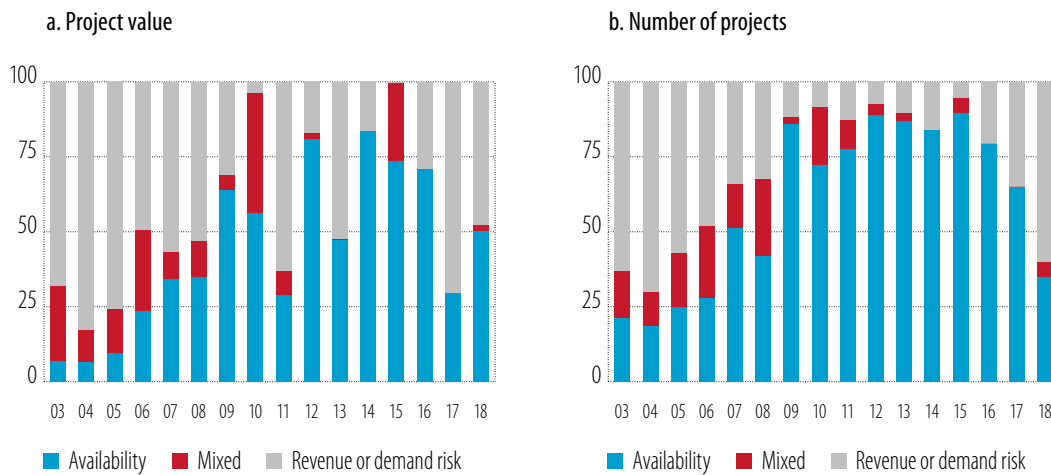 a. Project value
100
75
50
25
0
03 04 05 06 07 08 09 10 11 12 13 14 15 16 17 18
Availability Mixed Revenue or demand risk
b. Number of projects
100
75
50
25
0
03 04 05 06 07 08 09 10 11 12 13 14 15 16 17 18
Availability Mixed Revenue or demand risk